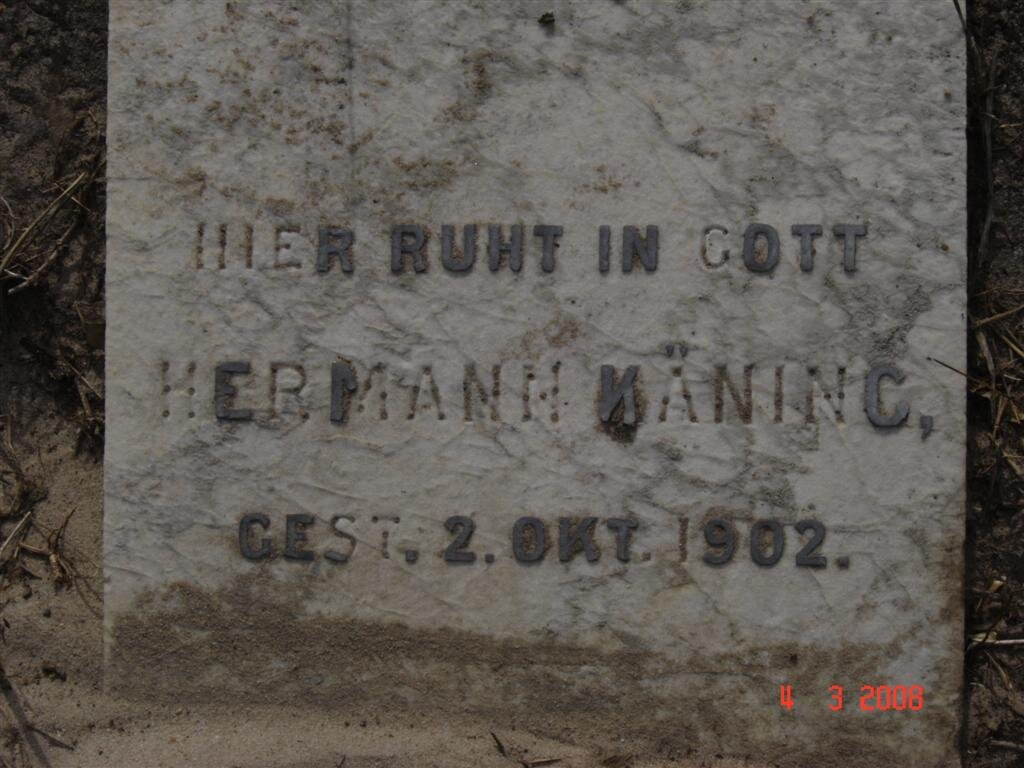 HIER RUHT IN GOTT
HERMANN KÄNING,
GEST. 2. OKT. 1902.
4 3 2008